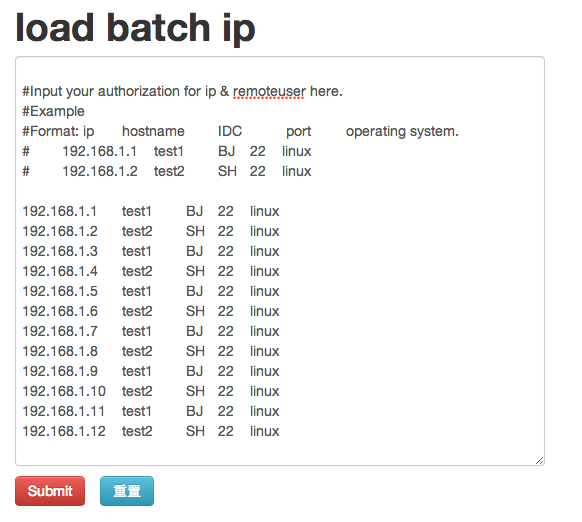 load batch ip
#Input your authorization for ip & remoteuser here.
#Example
#Format: ip hostname IDC port operating system.
# 192.168.1.1 test1 BJ 22 linux
# 192.168.1.2 test2 SH 22 linux
192.168.1.1 test1 BJ 22 linux
192.168.1.2 test2 SH 22 linux
192.168.1.3 test1 BJ 22 linux
192.168.1.4 test2 SH 22 linux
192.168.1.5 test1 BJ 22 linux
192.168.1.6 test2 SH 22 linux
192.168.1.7 test1 BJ 22 linux
192.168.1.8 test2 SH 22 linux
192.168.1.9 test1 BJ 22 linux
192.168.1.10 test2 SH 22 linux
192.168.1.11 test1 BJ 22 linux
192.168.1.12 test2 SH 22 linux
Submit 重置